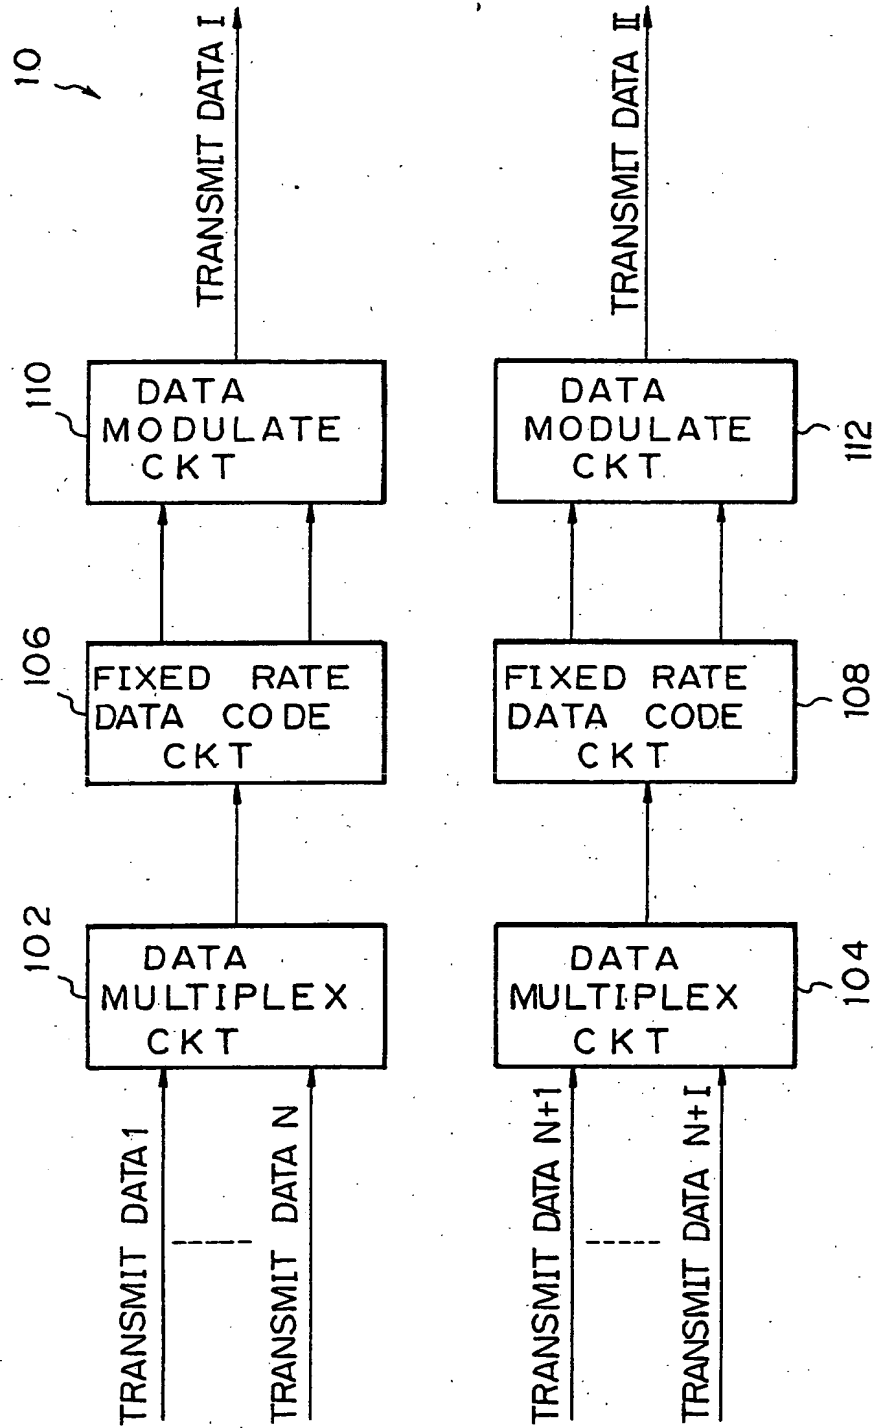 10
TRANSMIT DATA 1
TRANSMIT DATA N
102
DATA
MULTIPLEX
CKT
106
FIXED RATE
DATA CODE
CKT
110
DATA
MODULATE
CKT
TRANSMIT DATA I
TRANSMIT DATA N+1
TRANSMIT DATA N+I
DATA
MULTIPLEX
CKT
104
FIXED RATE
DATA CODE
CKT
108
DATA
MODULATE
CKT
112
TRANSMIT DATA II